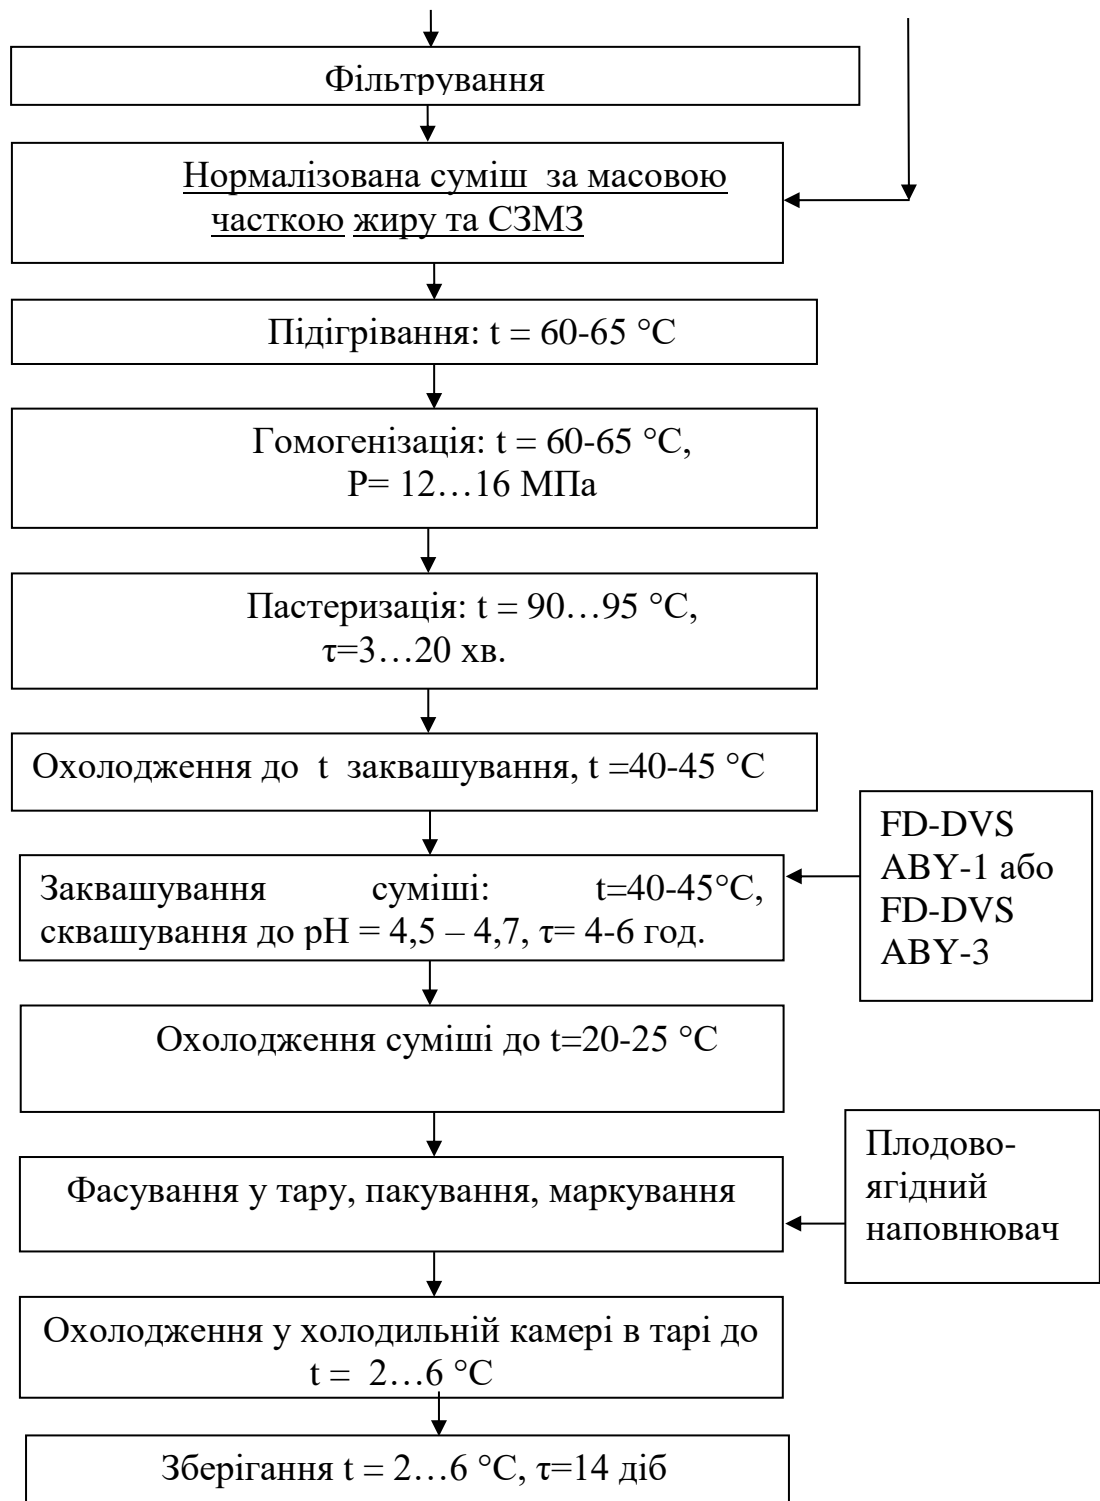 Фільтрування
Нормалізована суміш за масовою
часткою жиру та СЗМЗ
Підігрівання: t = 60-65 °C
Гомогенізація: t = 60-65 °C,
P= 12…16 МПа
Пастеризація: t = 90…95 °C,
τ=3…20 хв.
Охолодження до t заквашування, t =40-45 °C
Заквашування суміші: t=40-45°C,
сквашування до pH = 4,5 – 4,7, τ= 4-6 год.
FD-DVS
ABY-1 або
FD-DVS
ABY-3
Охолодження суміші до t=20-25 °C
Фасування у тару, пакування, маркування
Плодово-
ягідний
наповнювач
Охолодження у холодильній камері в тарі до
t = 2…6 °C
Зберігання t = 2…6 °C, τ=14 діб